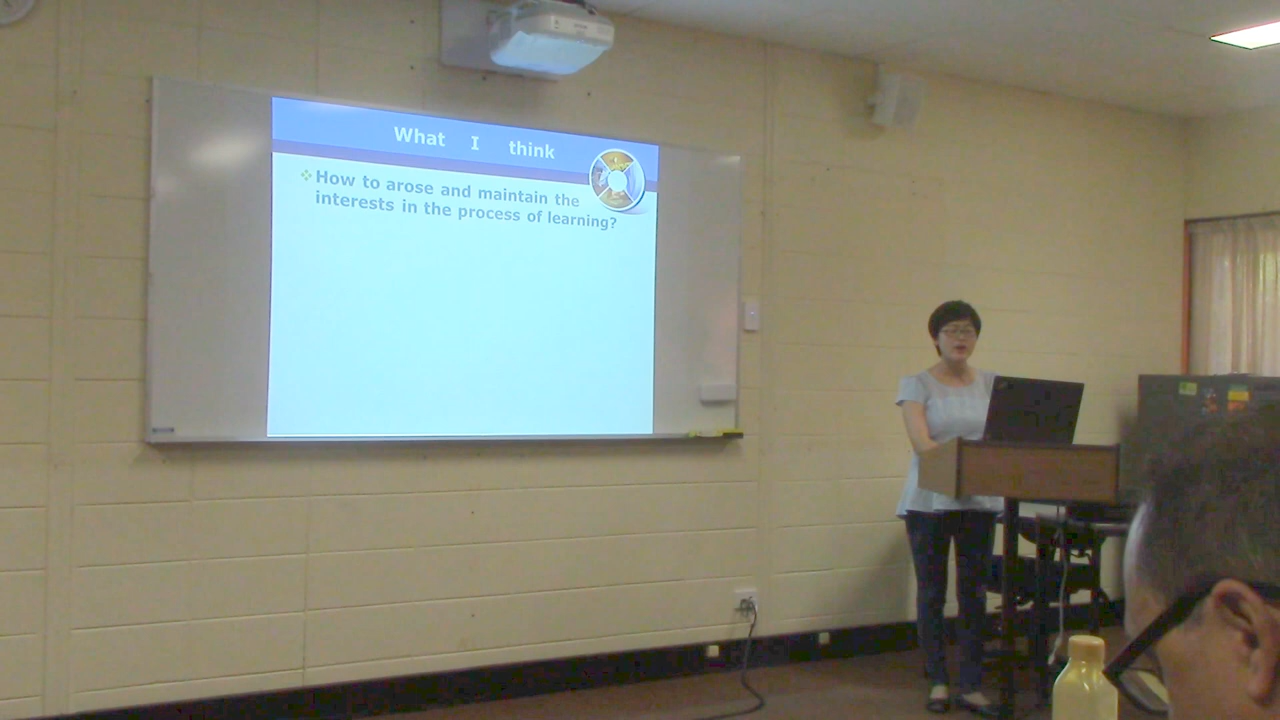 What I think
How to arose and maintain the
interests in the process of learning?